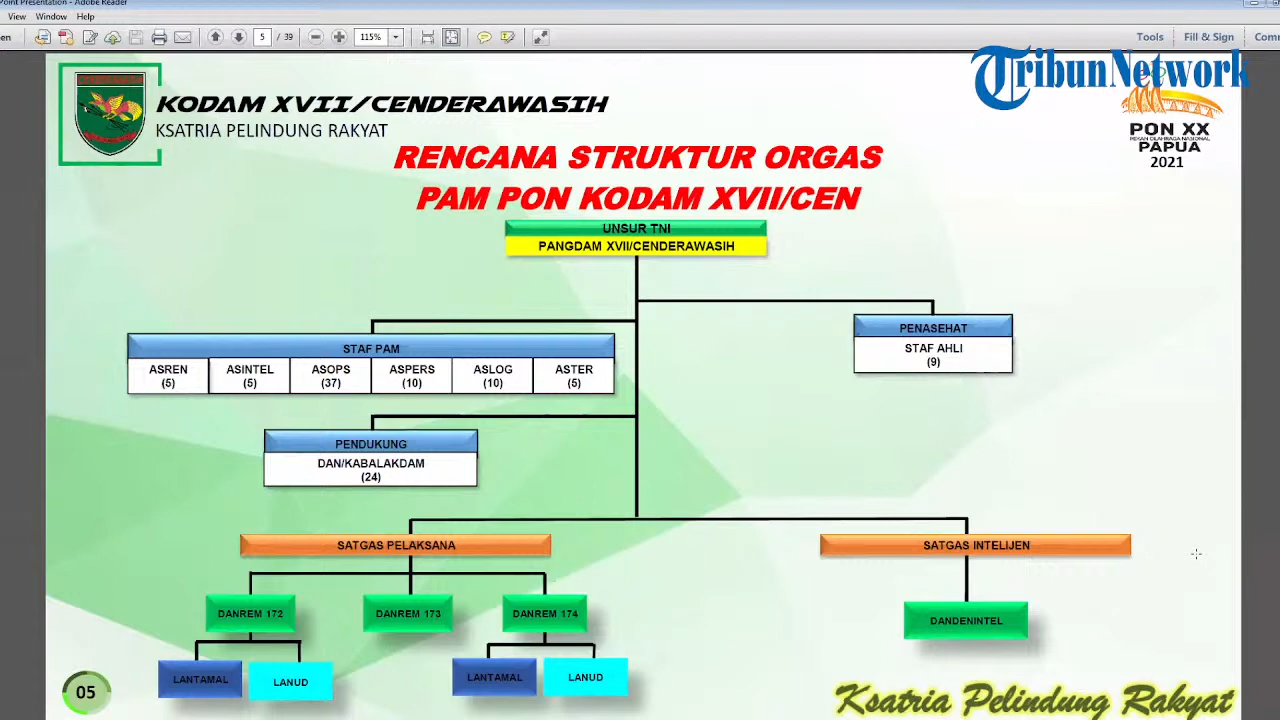 Point Presentation - Adobe Reader
View Window Help
5 / 39 115% Tools Fill & Sign
TribunNetwork
CENDERAWASIH
KODAM XVII/CENDERAWASIH
KSATRIA PELINDUNG RAKYAT
PON XX
PEKAN OLAHRAGA NASIONAL
PAPUA
2021
RENCANA STRUKTUR ORGAS
PAM PON KODAM XVII/CEN
UNSUR TNI
PANGDAM XVII/CENDERAWASIH
PENASEHAT
STAF AHLI
(9)
STAF PAM
ASREN ASINTEL ASOPS ASPERS ASLOG ASTER
(5) (5) (37) (10) (10) (5)
PENDUKUNG
DAN/KABALAKDAM
(24)
SATGAS PELAKSANA SATGAS INTELIJEN
DANREM 172 DANREM 173 DANREM 174 DANDENINTEL
LANTAMAL LANUD LANTAMAL LANUD
05
Ksatria Pelindung Rakyat